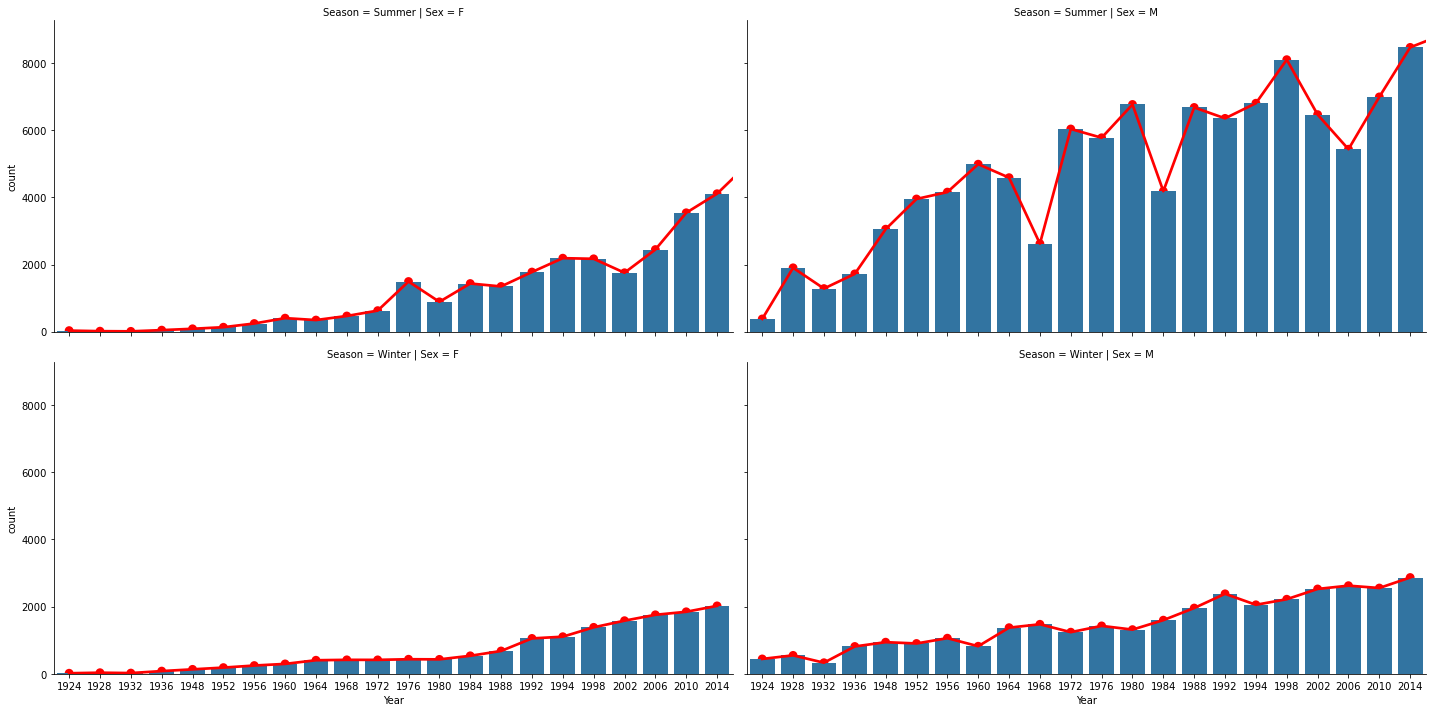 Season = Summer | Sex = F
Season = Summer | Sex = M
8000
6000
4000
2000
0
count
Season = Winter | Sex = F
Season = Winter | Sex = M
8000
6000
4000
2000
0
count
1924 1928 1932 1936 1948 1952 1956 1960 1964 1968 1972 1976 1980 1984 1988 1992 1994 1998 2002 2006 2010 2014
Year
1924 1928 1932 1936 1948 1952 1956 1960 1964 1968 1972 1976 1980 1984 1988 1992 1994 1998 2002 2006 2010 2014
Year